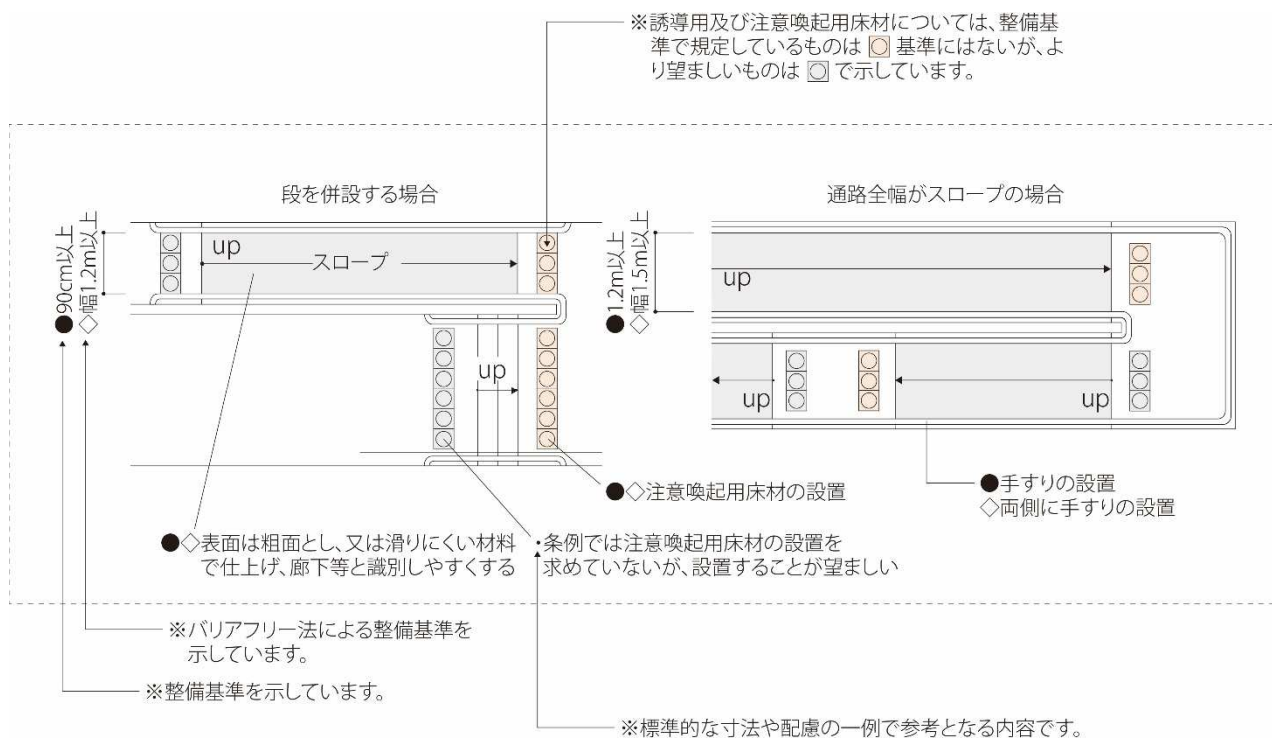 ※誘導用及び注意喚起用床材については、整備基
準で規定しているものは 基準にはないが、よ
り望ましいものは で示しています。
段を併設する場合
通路全幅がスロープの場合
●90cm以上
◇幅1.2m以上
up
スロープ
up
●1.2m以上
◇幅1.5m以上
up
up
up
●◇注意喚起用床材の設置
●手すりの設置
◇両側に手すりの設置
●◇表面は粗面とし、又は滑りにくい材料
で仕上げ、廊下等と識別しやすくする
・条例では注意喚起用床材の設置を
求めていないが、設置することが望ましい
※バリアフリー法による整備基準を
示しています。
※整備基準を示しています。
※標準的な寸法や配慮の一例で参考となる内容です。